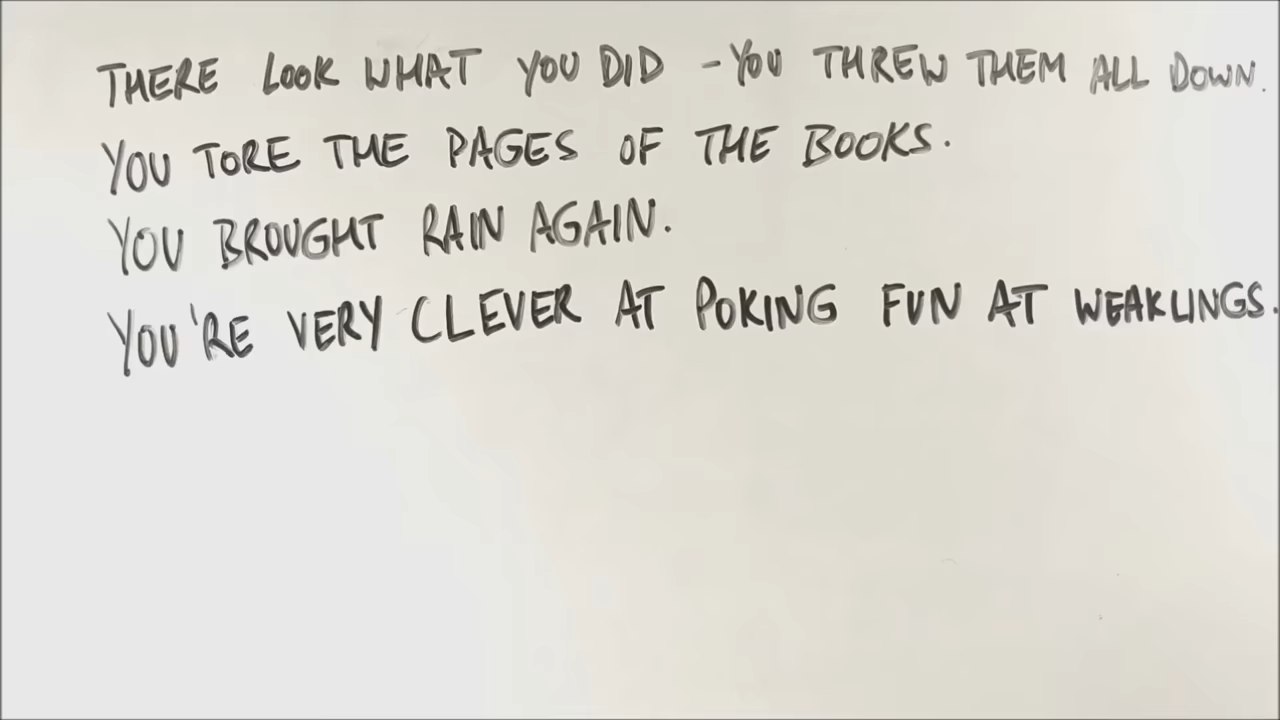 THERE LOOK WHAT YOU DID - YOU THREW THEM ALL DOWN.
YOU TORE THE PAGES OF THE BOOKS.
YOU BROUGHT RAIN AGAIN.
YOU'RE VERY CLEVER AT POKING FUN AT WEAKLINGS.